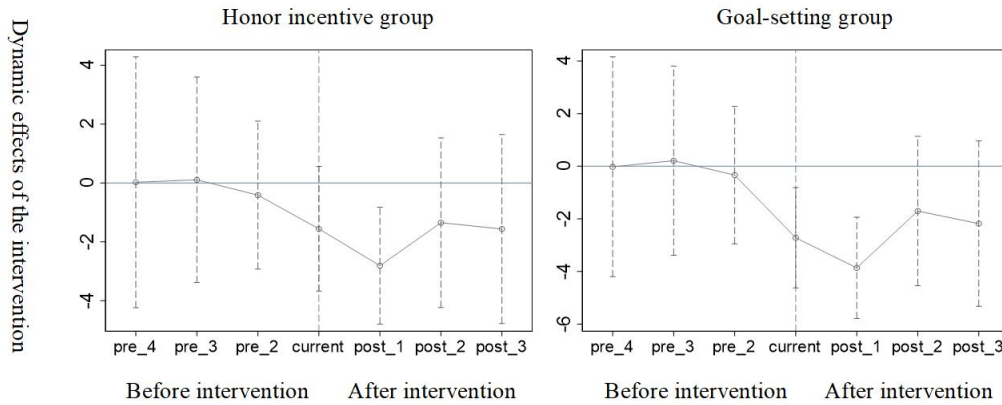 Honor incentive group
Goal-setting group
Dynamic effects of the intervention
4
2
0
-2
-4
pre_4 pre_3 pre_2 current post_1 post_2 post_3
4
2
0
-2
-4
-6
pre_4 pre_3 pre_2 current post_1 post_2 post_3
Before intervention After intervention
Before intervention After intervention